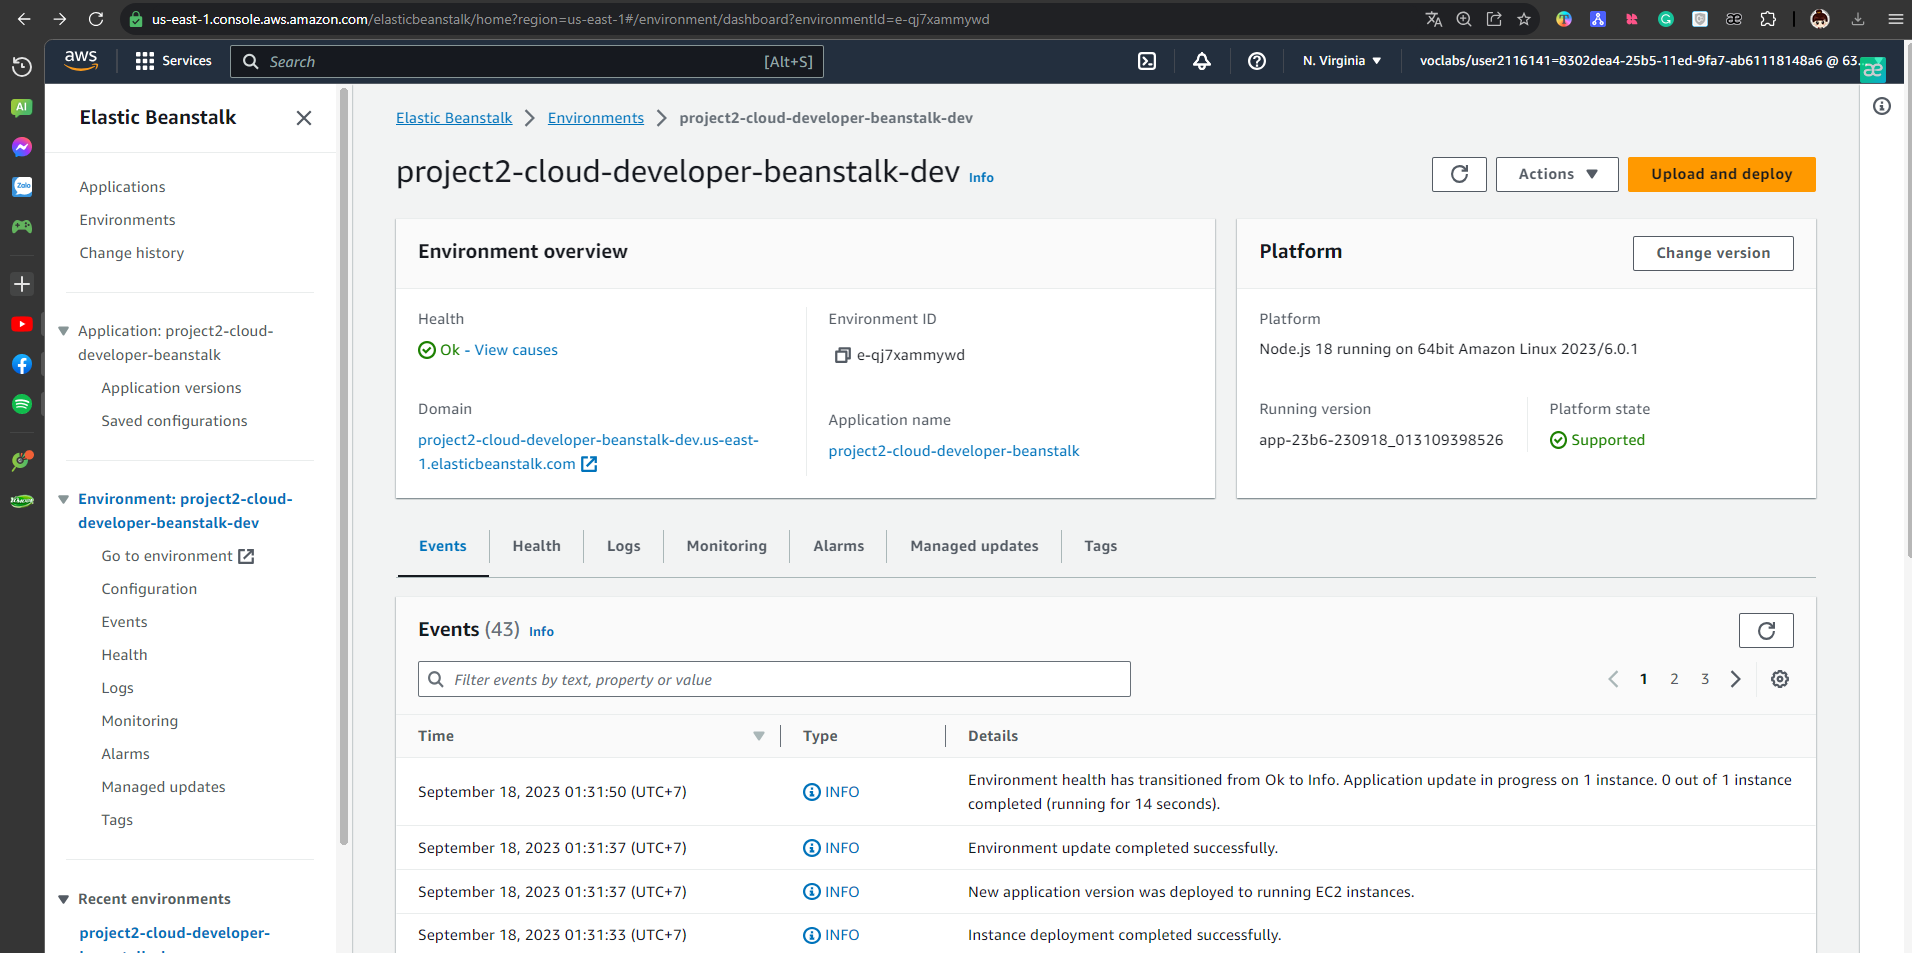 us-east-1.console.aws.amazon.com/elasticbeanstalk/home?region=us-east-1#/environment/dashboard?environmentId=e-qj7xammywd
aws
Services
Search
[Alt+S]
N. Virginia
voclabs/user2116141=8302dea4-25b5-11ed-9fa7-ab61118148a6 @ 63.
AI
Zalo
Elastic Beanstalk
Applications
Environments
Change history
Application: project2-cloud-
developer-beanstalk
Application versions
Saved configurations
Environment: project2-cloud-
developer-beanstalk-dev
Go to environment
Configuration
Events
Health
Logs
Monitoring
Alarms
Managed updates
Tags
Recent environments
project2-cloud-developer-
Elastic Beanstalk
Environments
project2-cloud-developer-beanstalk-dev
project2-cloud-developer-beanstalk-dev Info
Actions
Upload and deploy
Environment overview
Health
Ok - View causes
Domain
project2-cloud-developer-beanstalk-dev.us-east-
1.elasticbeanstalk.com
Environment ID
e-qj7xammywd
Application name
project2-cloud-developer-beanstalk
Platform
Change version
Platform
Node.js 18 running on 64bit Amazon Linux 2023/6.0.1
Running version
app-23b6-230918_013109398526
Platform state
Supported
Events
Health
Logs
Monitoring
Alarms
Managed updates
Tags
Events (43) Info
Filter events by text, property or value
1 2 3
Time Type Details
September 18, 2023 01:31:50 (UTC+7) INFO Environment health has transitioned from Ok to Info. Application update in progress on 1 instance. 0 out of 1 instance
completed (running for 14 seconds).
September 18, 2023 01:31:37 (UTC+7) INFO Environment update completed successfully.
September 18, 2023 01:31:37 (UTC+7) INFO New application version was deployed to running EC2 instances.
September 18, 2023 01:31:33 (UTC+7) INFO Instance deployment completed successfully.